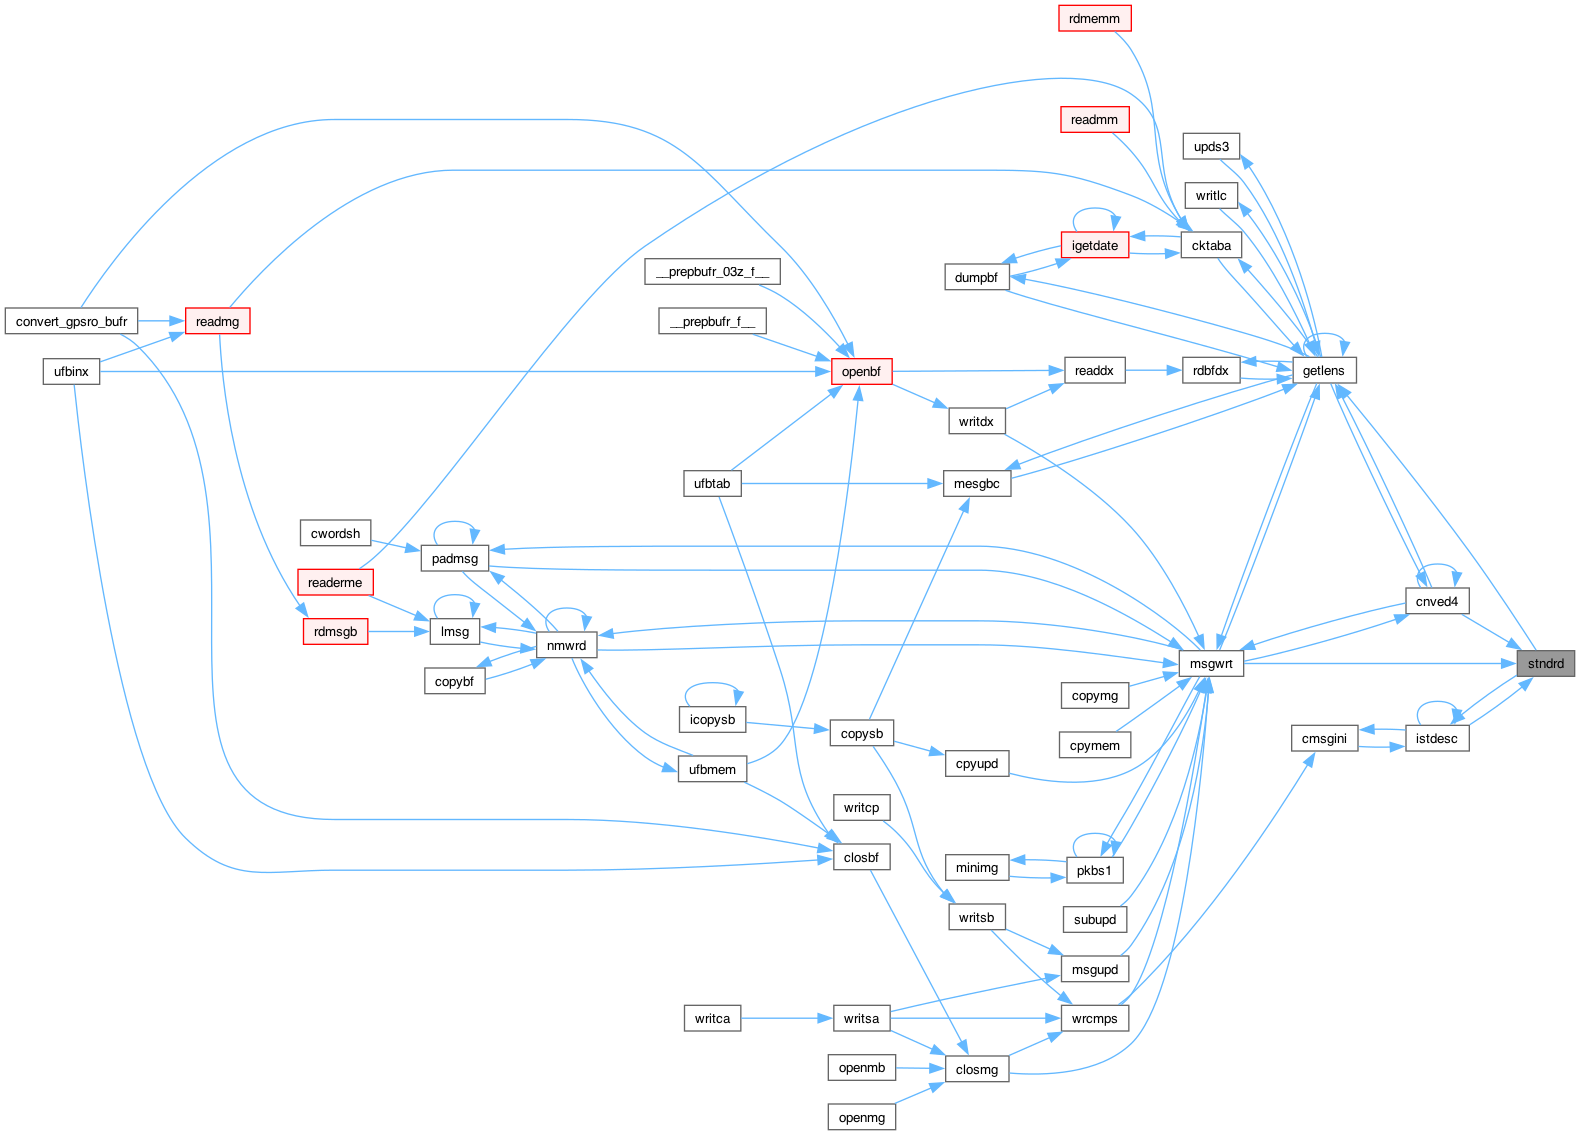 rdmemm
readmm
upds3
writlc
cktaba
igetdate
dumpbf
__prepbufr_03z_f__
__prepbufr_f__
convert_gpsro_bufr
readmg
ufbinx
openbf
readdx
rdbfdx
getlens
writdx
ufbtab
mesgbc
cwordsh
padmsg
readerme
rdmsgb
lmsg
nmwrd
copybf
cnved4
msgwrt
stndrd
copymg
icopysb
copysb
cpymem
cmsgini
istdesc
cpyupd
ufbmem
writcp
closbf
minimg
pkbs1
writsb
subupd
msgupd
writca
writsa
wrcmps
openmb
closmg
openmg